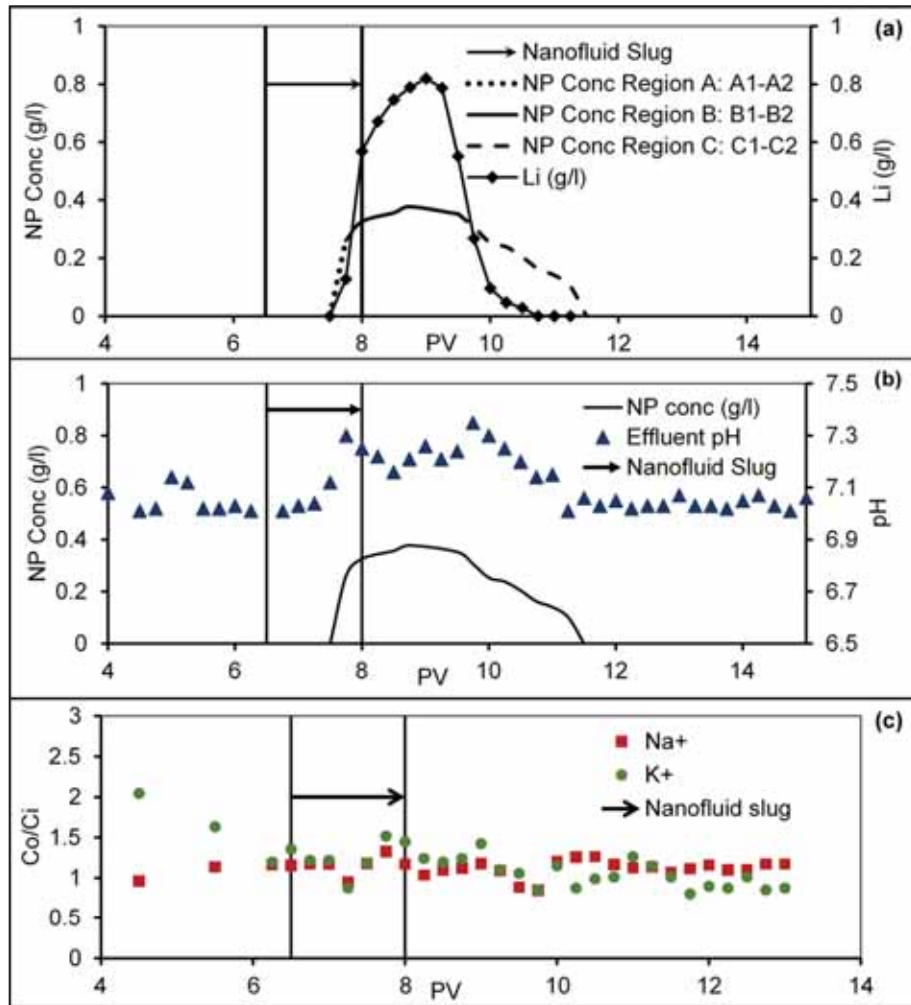 (a)
1
0.8
0.6
0.4
0.2
0
NP Conc (g/l)
Nanofluid Slug
NP Conc Region A: A1-A2
NP Conc Region B: B1-B2
NP Conc Region C: C1-C2
Li (g/l)
1
0.8
0.6
0.4
0.2
0
Li (g/l)
4 6 8 10 12 14
PV
(b)
1
0.8
0.6
0.4
0.2
0
NP Conc (g/l)
NP conc (g/l)
Effluent pH
Nanofluid Slug
7.5
7.3
7.1
6.9
6.7
6.5
pH
4 6 8 10 12 14
PV
(c)
3
2.5
2
1.5
1
0.5
0
Co/Ci
Na+
K+
Nanofluid slug
4 6 8 10 12 14
PV